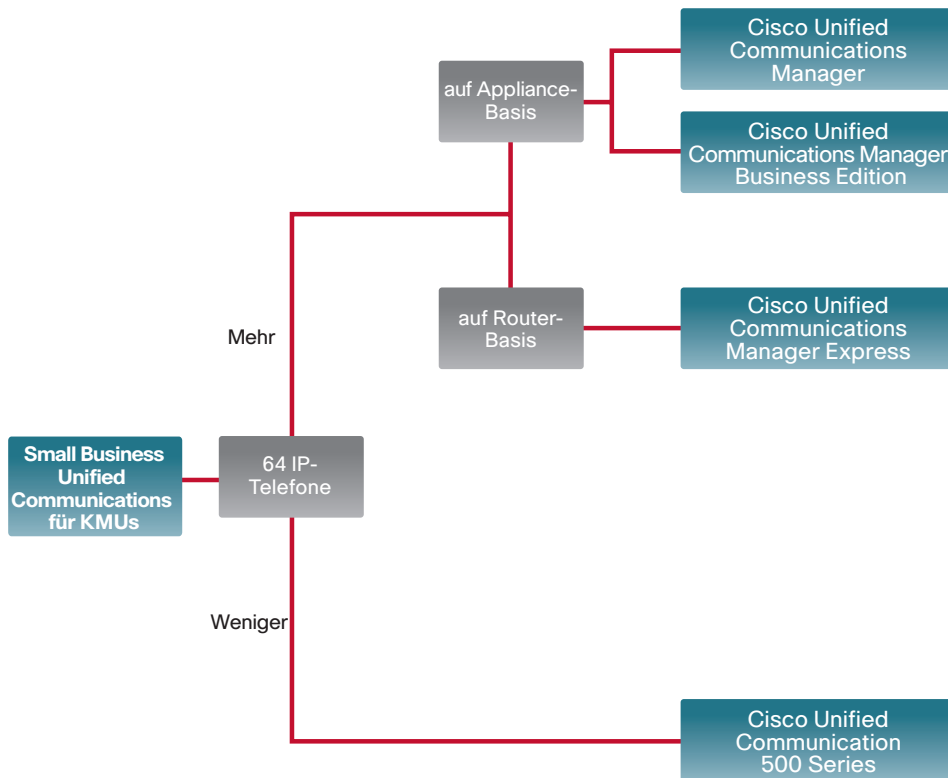 Cisco Unified
Communications
Manager
auf Appliance-
Basis
Cisco Unified
Communications Manager
Business Edition
auf Router-
Basis
Cisco Unified
Communications
Manager Express
Mehr
Small Business
Unified
Communications
für KMUs
64 IP-
Telefone
Weniger
Cisco Unified
Communication
500 Series